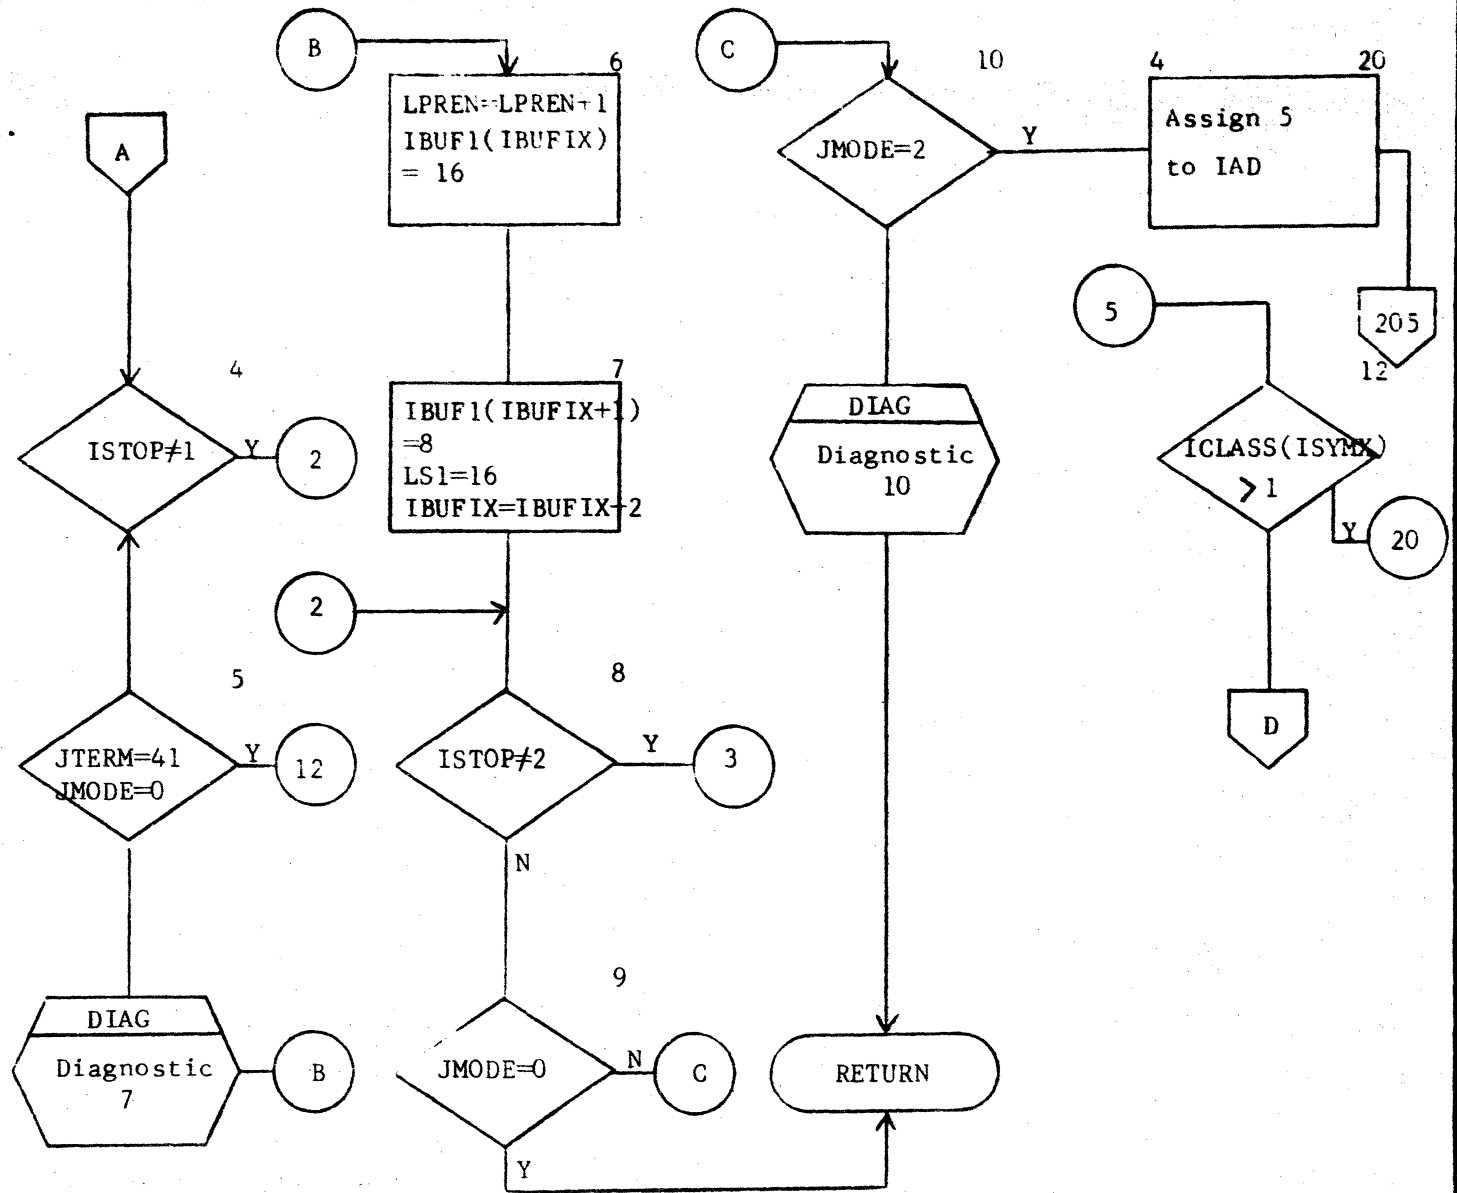 A
4
ISTOP≠1
Y
2
5
JTERM=41
JMODE=0
Y
12
DIAG
Diagnostic
7
B
B
6
LPREN=LPREN+1
IBUF1(IBUFIX)
= 16
7
IBUF1(IBUFIX+1)
=8
LS1=16
IBUFIX=IBUFIX+2
2
8
ISTOP≠2
Y
3
N
9
JMODE=0
N
C
Y
C
10
JMODE=2
Y
4
20
Assign 5
to IAD
205
12
DIAG
Diagnostic
10
RETURN
5
ICLASS(ISYMX)
> 1
Y
20
D